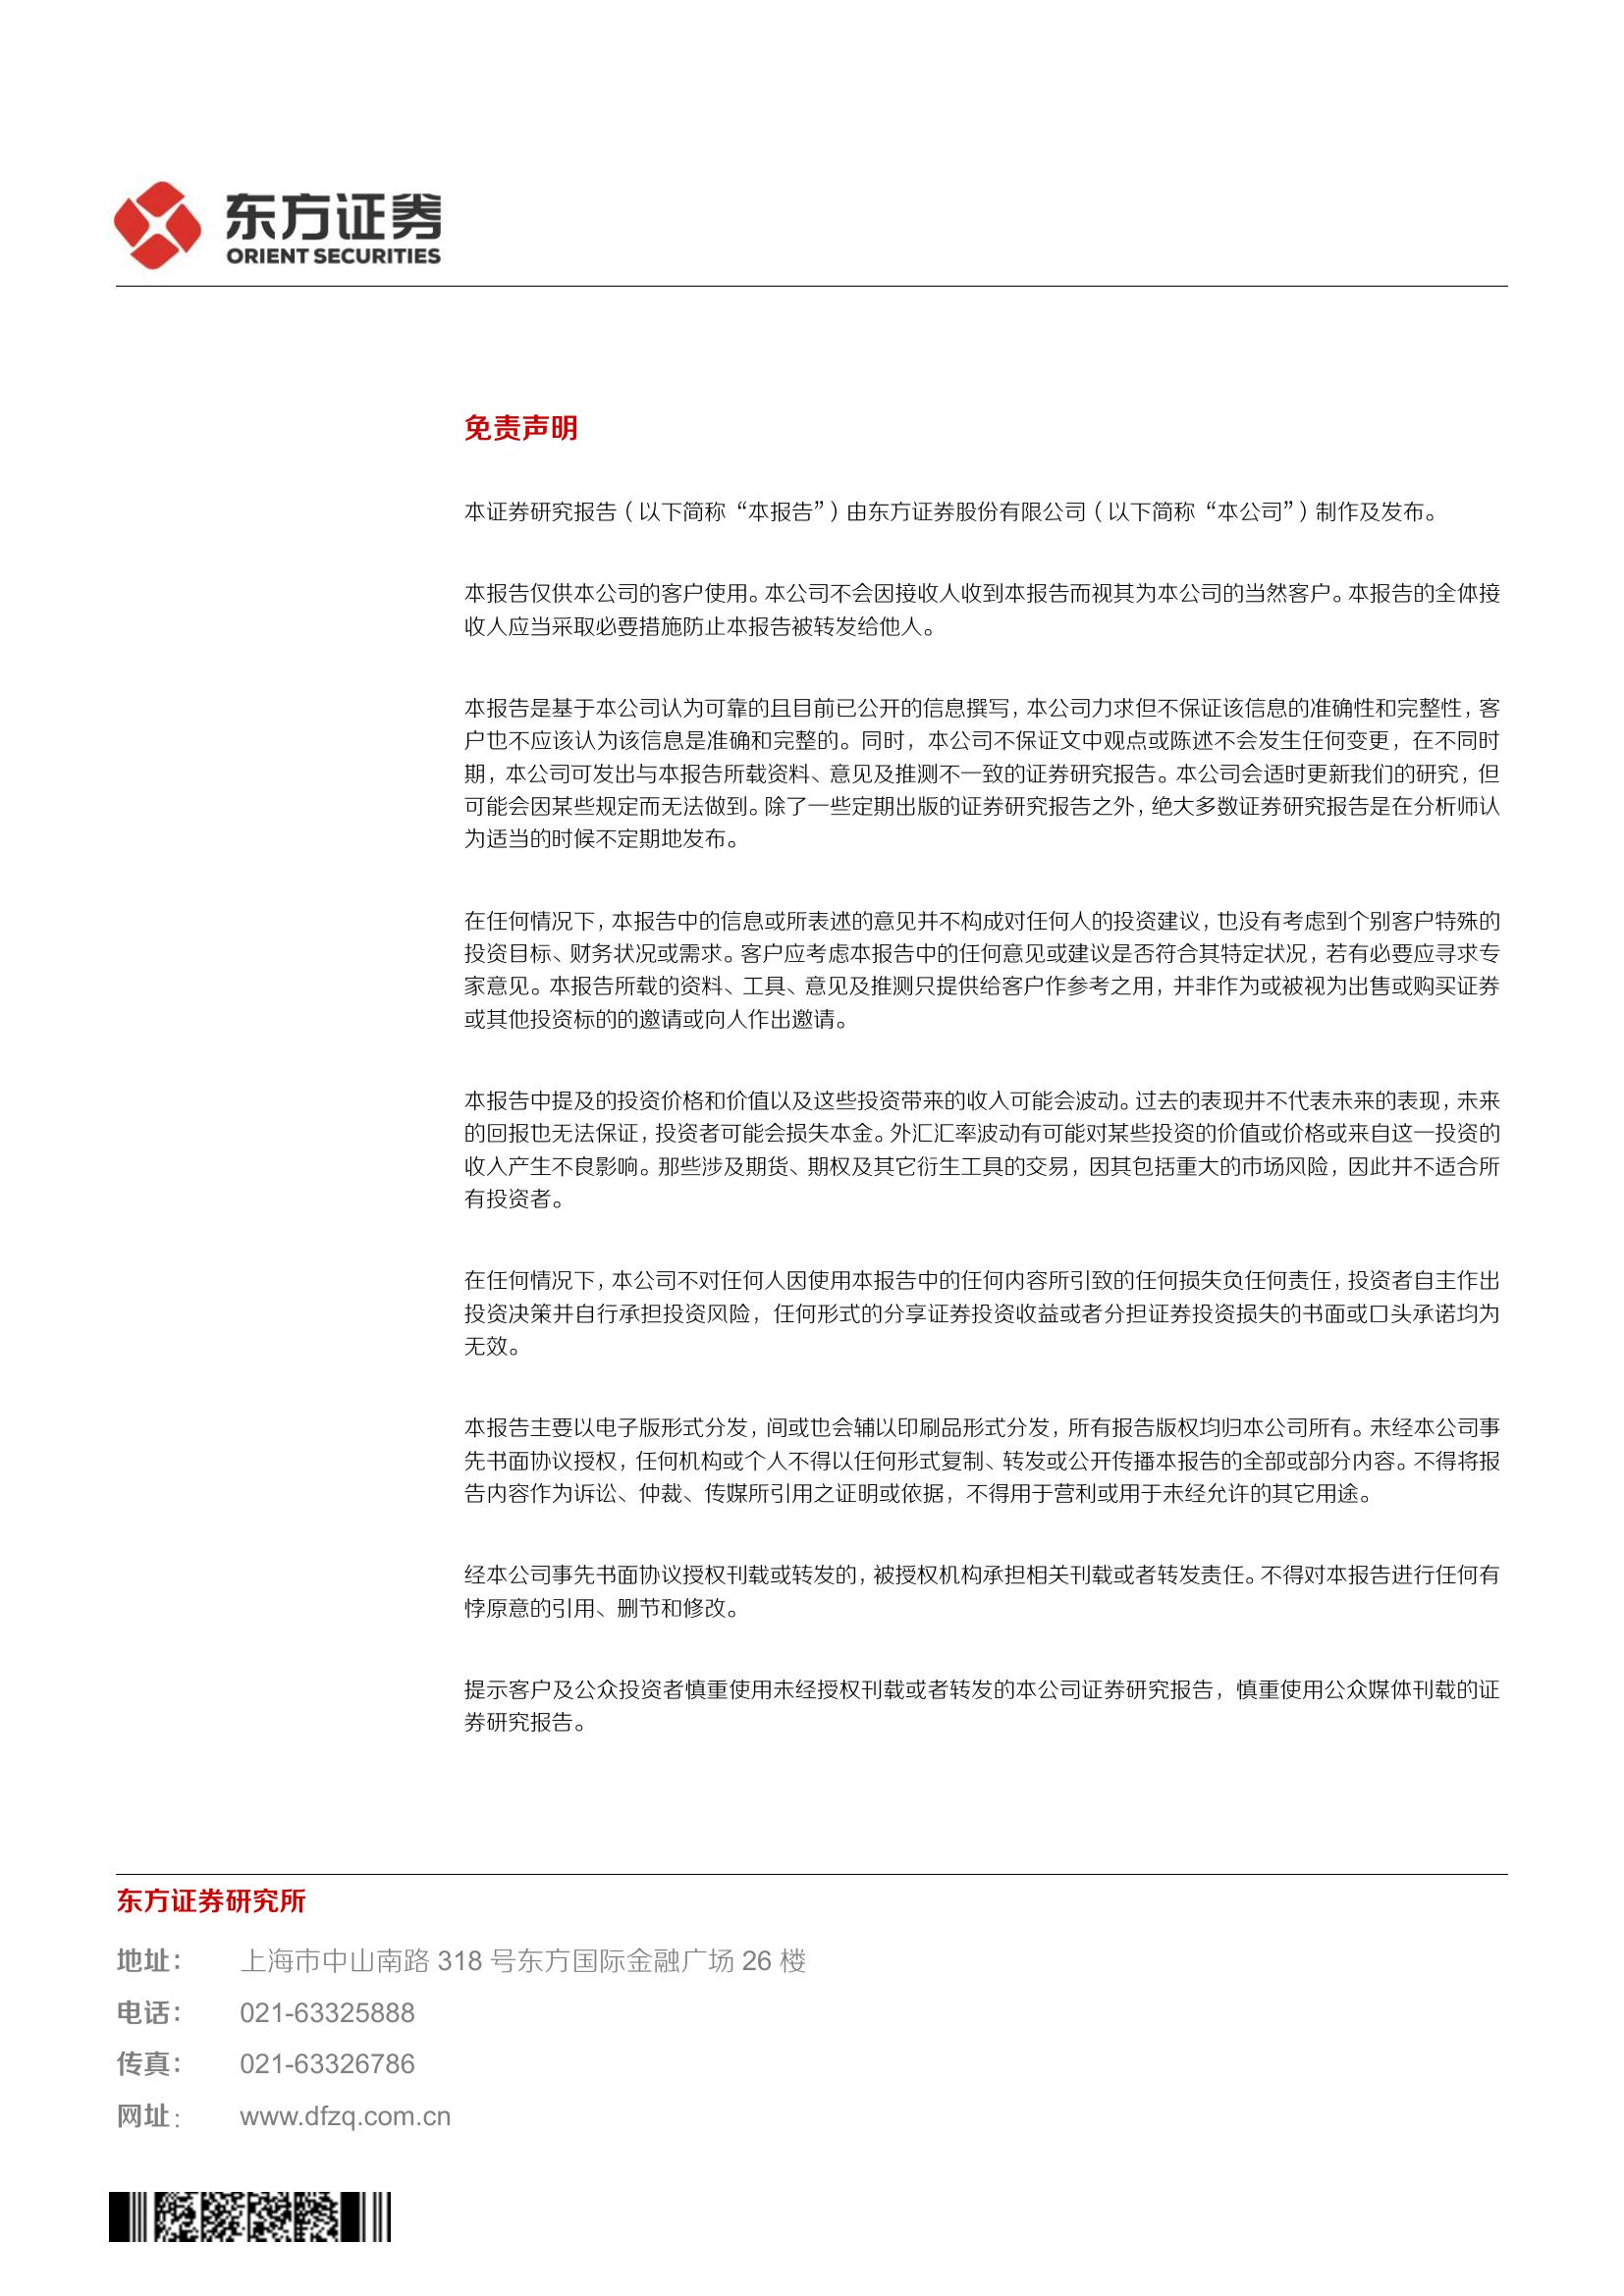 东方证券
ORIENT SECURITIES
免责声明
本证券研究报告（以下简称“本报告”）由东方证券股份有限公司（以下简称“本公司”）制作及发布。
本报告仅供本公司的客户使用。本公司不会因接收人收到本报告而视其为本公司的当然客户。本报告的全体接
收人应当采取必要措施防止本报告被转发给他人。
本报告是基于本公司认为可靠的且目前已公开的信息撰写，本公司力求但不保证该信息的准确性和完整性，客
户也不应该认为该信息是准确和完整的。同时，本公司不保证文中观点或陈述不会发生任何变更，在不同时
期，本公司可发出与本报告所载资料、意见及推测不一致的证券研究报告。本公司会适时更新我们的研究，但
可能会因某些规定而无法做到。除了一些定期出版的证券研究报告之外，绝大多数证券研究报告是在分析师认
为适当的时候不定期地发布。
在任何情况下，本报告中的信息或所表述的意见并不构成对任何人的投资建议，也没有考虑到个别客户特殊的
投资目标、财务状况或需求。客户应考虑本报告中的任何意见或建议是否符合其特定状况，若有必要应寻求专
家意见。本报告所载的资料、工具、意见及推测只提供给客户作参考之用，并非作为或被视为出售或购买证券
或其他投资标的的邀请或向人作出邀请。
本报告中提及的投资价格和价值以及这些投资带来的收入可能会波动。过去的表现并不代表未来的表现，未来
的回报也无法保证，投资者可能会损失本金。外汇汇率波动有可能对某些投资的价值或价格或来自这一投资的
收入产生不良影响。那些涉及期货、期权及其它衍生工具的交易，因其包括重大的市场风险，因此并不适合所
有投资者。
在任何情况下，本公司不对任何人因使用本报告中的任何内容所引致的任何损失负任何责任，投资者自主作出
投资决策并自行承担投资风险，任何形式的分享证券投资收益或者分担证券投资损失的书面或口头承诺均为
无效。
本报告主要以电子版形式分发，间或也会辅以印刷品形式分发，所有报告版权均归本公司所有。未经本公司事
先书面协议授权，任何机构或个人不得以任何形式复制、转发或公开传播本报告的全部或部分内容。不得将报
告内容作为诉讼、仲裁、传媒所引用之证明或依据，不得用于营利或用于未经允许的其它用途。
经本公司事先书面协议授权刊载或转发的，被授权机构承担相关刊载或者转发责任。不得对本报告进行任何有
悖原意的引用、删节和修改。
提示客户及公众投资者慎重使用未经授权刊载或者转发的本公司证券研究报告，慎重使用公众媒体刊载的证
券研究报告。
东方证券研究所
地址： 上海市中山南路 318 号东方国际金融广场 26 楼
电话： 021-63325888
传真： 021-63326786
网址： www.dfzq.com.cn